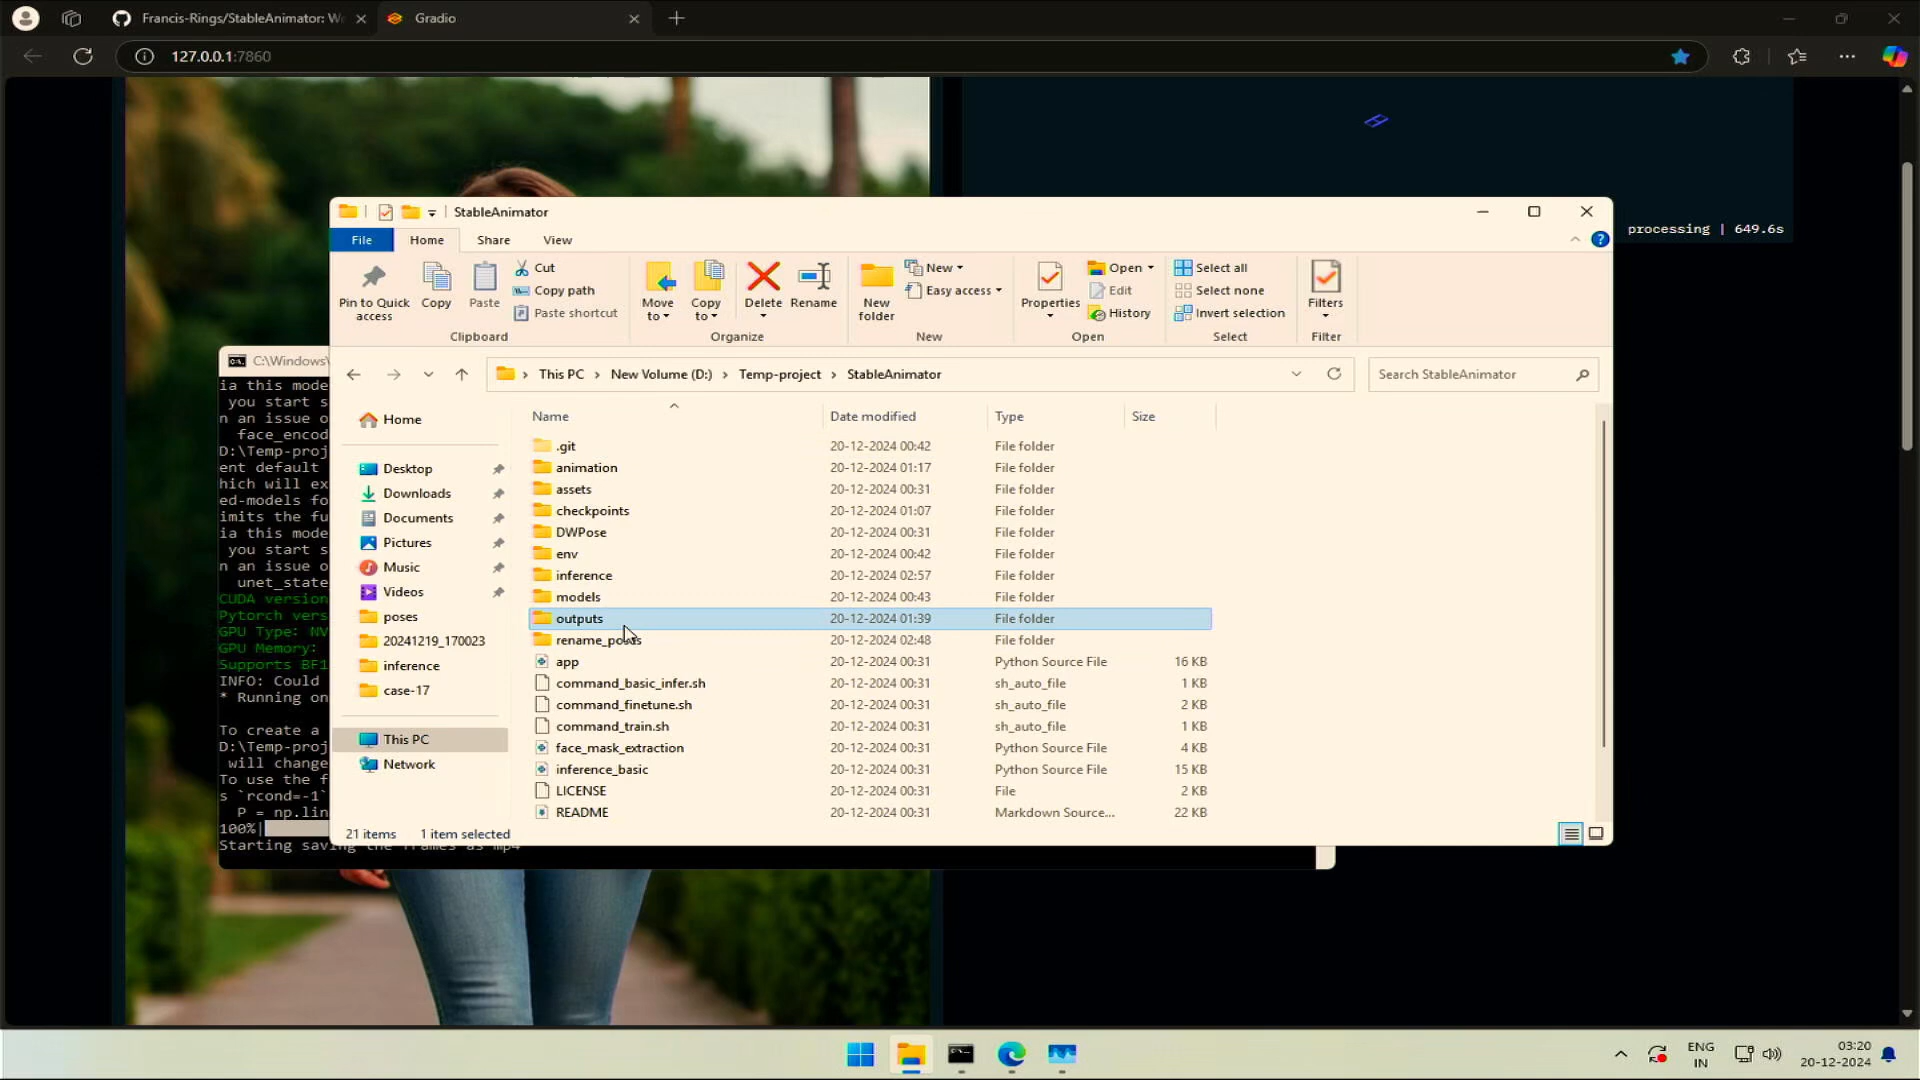 Francis-Rings/StableAnimator: We
Gradio
127.0.0.1:7860
processing | 649.6s
StableAnimator
File
Home
Share
View
Pin to Quick access
Copy
Paste
Cut
Copy path
Paste shortcut
Clipboard
Move to
Copy to
Delete
Rename
Organize
New folder
New
Easy access
New
Properties
Open
Edit
History
Open
Select all
Select none
Invert selection
Select
Filters
Filter
This PC > New Volume (D:) > Temp-project > StableAnimator
Search StableAnimator
Home
Desktop
Downloads
Documents
Pictures
Music
Videos
poses
20241219_170023
inference
case-17
This PC
Network
Name Date modified Type Size
.git 20-12-2024 00:42 File folder
animation 20-12-2024 01:17 File folder
assets 20-12-2024 00:31 File folder
checkpoints 20-12-2024 01:07 File folder
DWPose 20-12-2024 00:31 File folder
env 20-12-2024 00:42 File folder
inference 20-12-2024 02:57 File folder
models 20-12-2024 00:43 File folder
outputs 20-12-2024 01:39 File folder
20-12-2024 02:48 File folder
app 20-12-2024 00:31 Python Source File 16 KB
command_basic_infer.sh 20-12-2024 00:31 sh_auto_file 1 KB
command_finetune.sh 20-12-2024 00:31 sh_auto_file 2 KB
command_train.sh 20-12-2024 00:31 sh_auto_file 1 KB
face_mask_extraction 20-12-2024 00:31 Python Source File 4 KB
inference_basic 20-12-2024 00:31 Python Source File 15 KB
LICENSE 20-12-2024 00:31 File 2 KB
README 20-12-2024 00:31 Markdown Source... 22 KB
21 items 1 item selected
C:\Windows\
ia this mode
you start s
n an issue o
face_encod
D:\Temp-proj
ent default
hich will ex
ed-models fo
imits the fu
ia this mode
you start s
n an issue o
unet_state
CUDA version
Pytorch vers
GPU Type: NV
GPU Memory:
Supports BF1
INFO: Could
* Running on
To create a
D:\Temp-proj
will change
To use the f
s `rcond=-1`
P = np.lin
100%|
Starting saving the frames as mp4
ENG
IN
03:20
20-12-2024